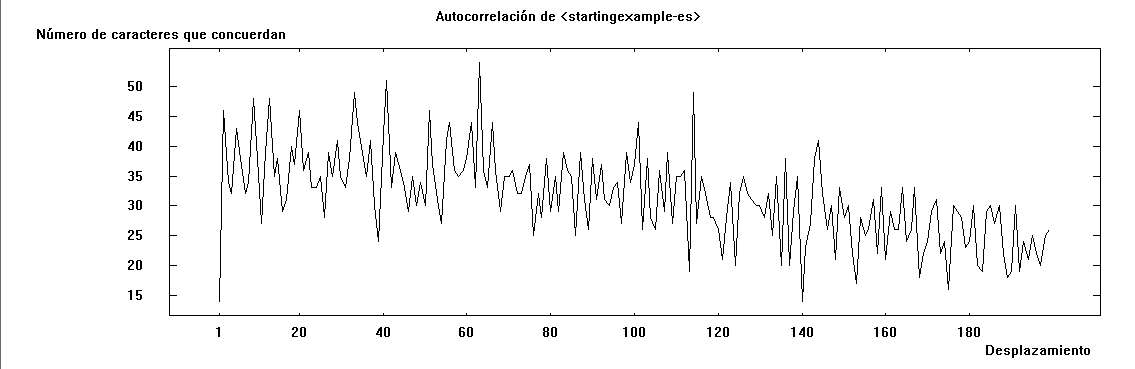 Autocorrelación de <startingexample-es>
Número de caracteres que concuerdan
50
45
40
35
30
25
20
15
1 20 40 60 80 100 120 140 160 180
Desplazamiento